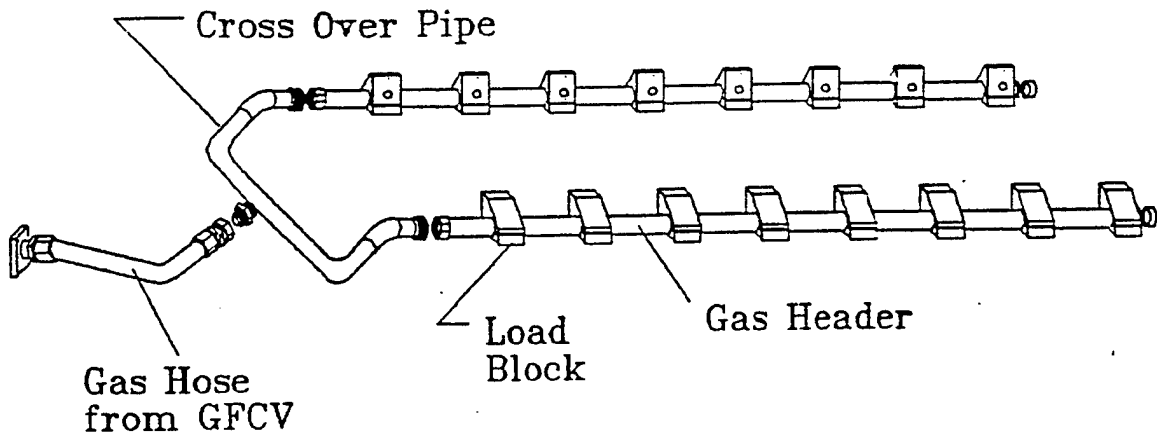 Cross Over Pipe
Gas Header
Load
Block
Gas Hose
from GFCV